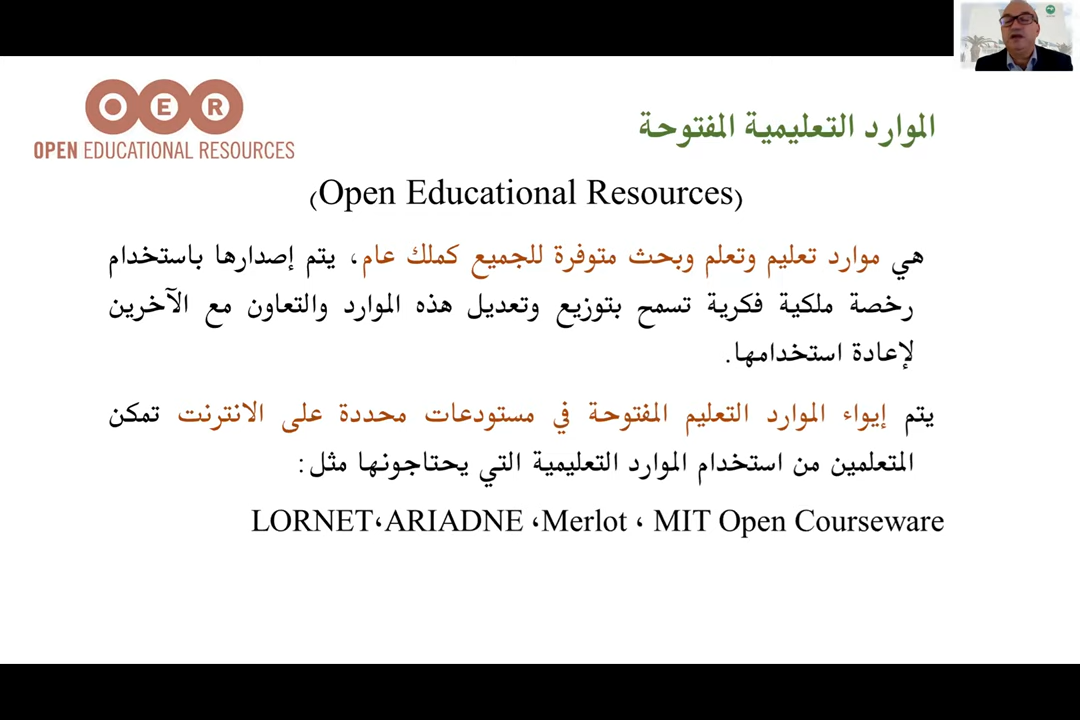 O E R
OPEN EDUCATIONAL RESOURCES
الموارد التعليمية المفتوحة
(Open Educational Resources)
هي موارد تعليم وتعلم وبحث متوفرة للجميع كملك عام، يتم إصدارها باستخدام
رخصة ملكية فكرية تسمح بتوزيع وتعديل هذه الموارد والتعاون مع الآخرين
لإعادة استخدامها.
يتم إيواء الموارد التعليم المفتوحة في مستودعات محددة على الانترنت تمكن
المتعلمين من استخدام الموارد التعليمية التي يحتاجونها مثل:
LORNET،ARIADNE ،Merlot ، MIT Open Courseware